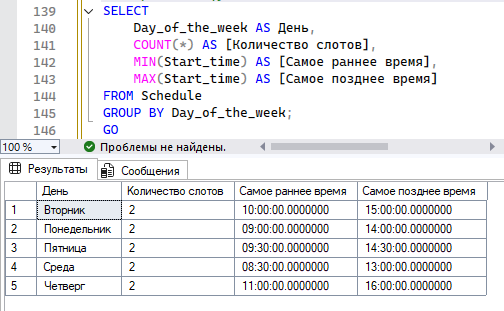 139 SELECT
140 Day_of_the_week AS День,
141 COUNT(*) AS [Количество слотов],
142 MIN(Start_time) AS [Самое раннее время],
143 MAX(Start_time) AS [Самое позднее время]
144 FROM Schedule
145 GROUP BY Day_of_the_week;
146 GO
100 % Проблемы не найдены.
Результаты Сообщения
День Количество слотов Самое раннее время Самое позднее время
1 Вторник 2 10:00:00.0000000 15:00:00.0000000
2 Понедельник 2 09:00:00.0000000 14:00:00.0000000
3 Пятница 2 09:30:00.0000000 14:30:00.0000000
4 Среда 2 08:30:00.0000000 13:00:00.0000000
5 Четверг 2 11:00:00.0000000 16:00:00.0000000